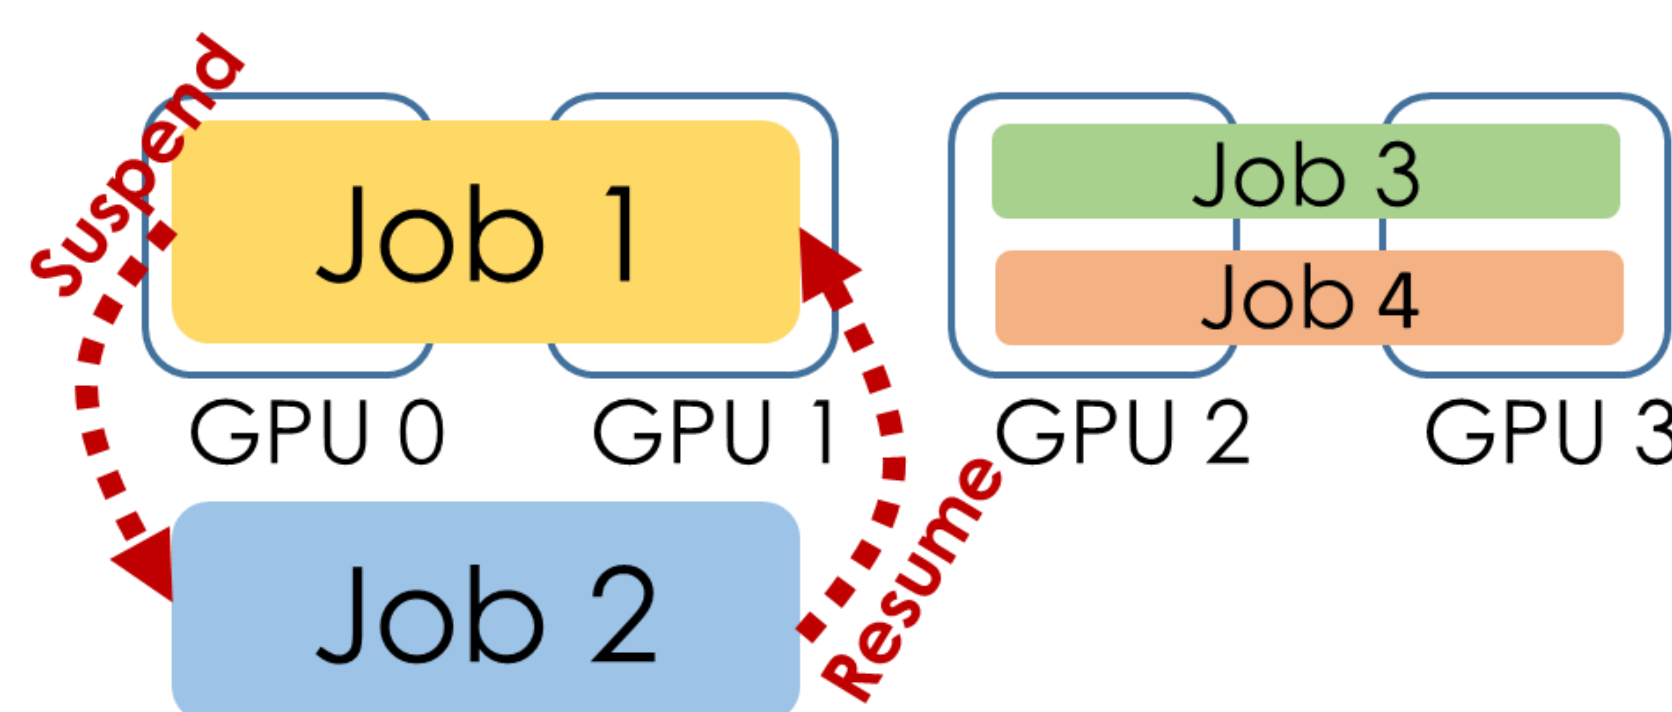 Suspend
Job 1
Job 3
Job 4
GPU 0
GPU 1
GPU 2
GPU 3
Resume
Job 2